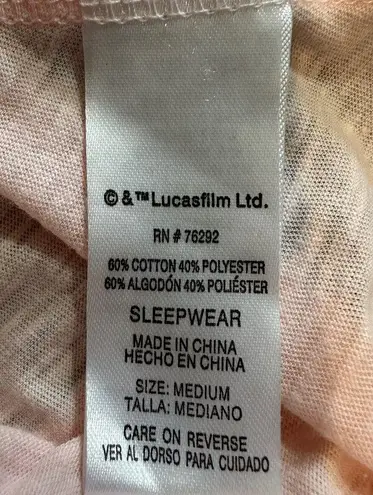 © &™ Lucasfilm Ltd.
RN # 76292
60% COTTON 40% POLYESTER
60% ALGODÓN 40% POLIÉSTER
SLEEPWEAR
MADE IN CHINA
HECHO EN CHINA
SIZE: MEDIUM
TALLA: MEDIANO
CARE ON REVERSE
VER AL DORSO PARA CUIDADO